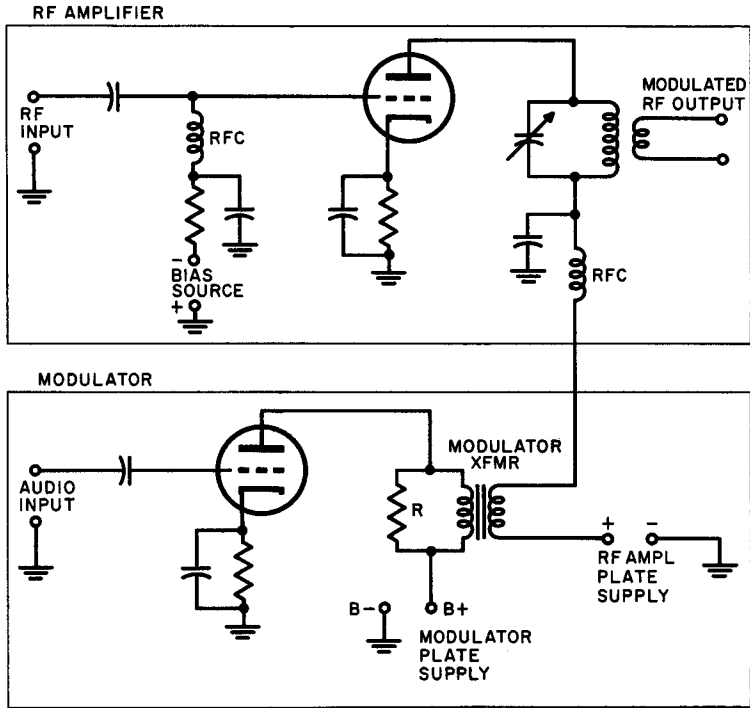 RF AMPLIFIER
RF
INPUT
RFC
-
BIAS
SOURCE
+
MODULATED
RF OUTPUT
RFC
MODULATOR
AUDIO
INPUT
R
MODULATOR
XFMR
B- B+
MODULATOR
PLATE
SUPPLY
+ -
RF AMPL
PLATE
SUPPLY